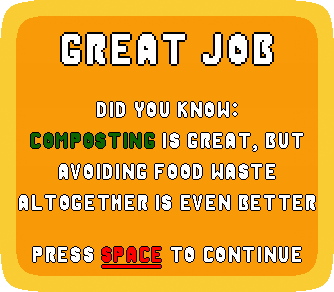 GREAT JOB
DID YOU KNOW:
COMPOSTING IS GREAT, BUT
AVOIDING FOOD WASTE
ALTOGETHER IS EVEN BETTER
PRESS SPACE TO CONTINUE